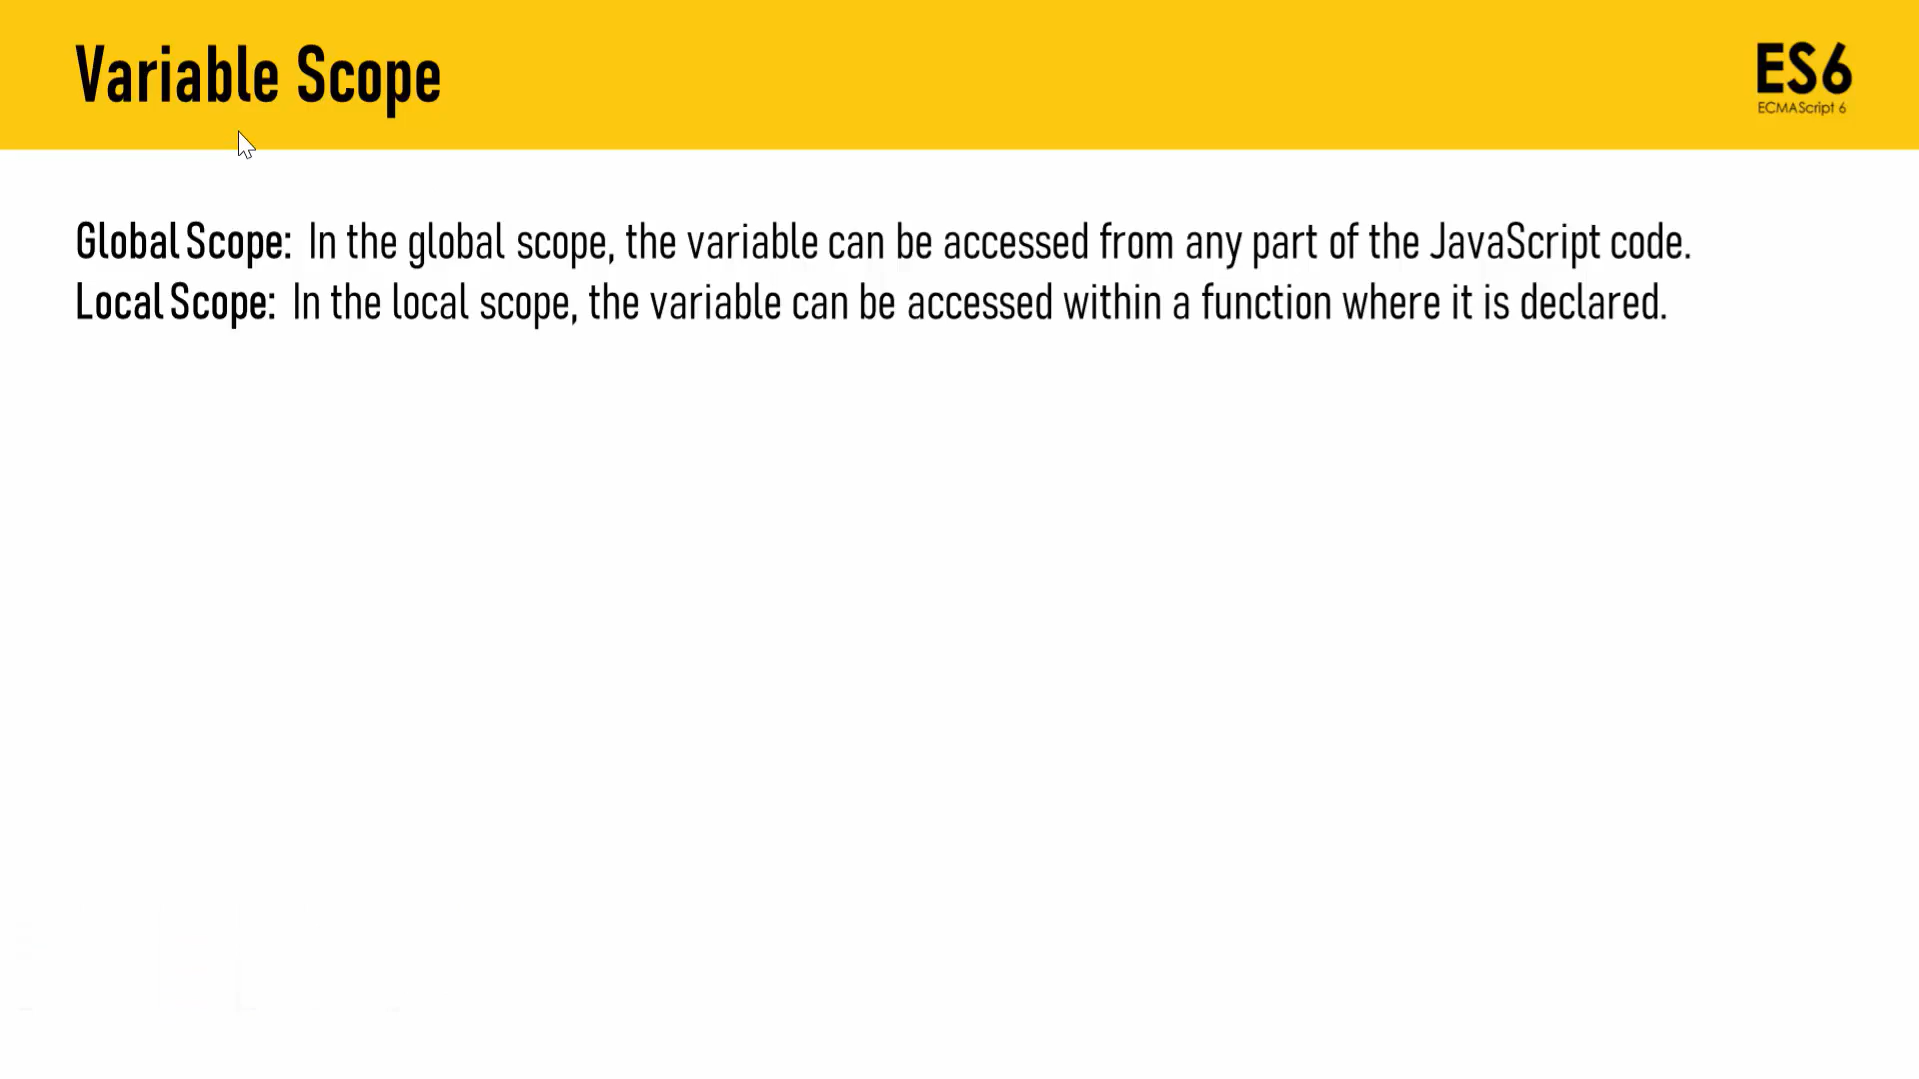 Variable Scope
ES6
ECMAScript 6
Global Scope: In the global scope, the variable can be accessed from any part of the JavaScript code.
Local Scope: In the local scope, the variable can be accessed within a function where it is declared.